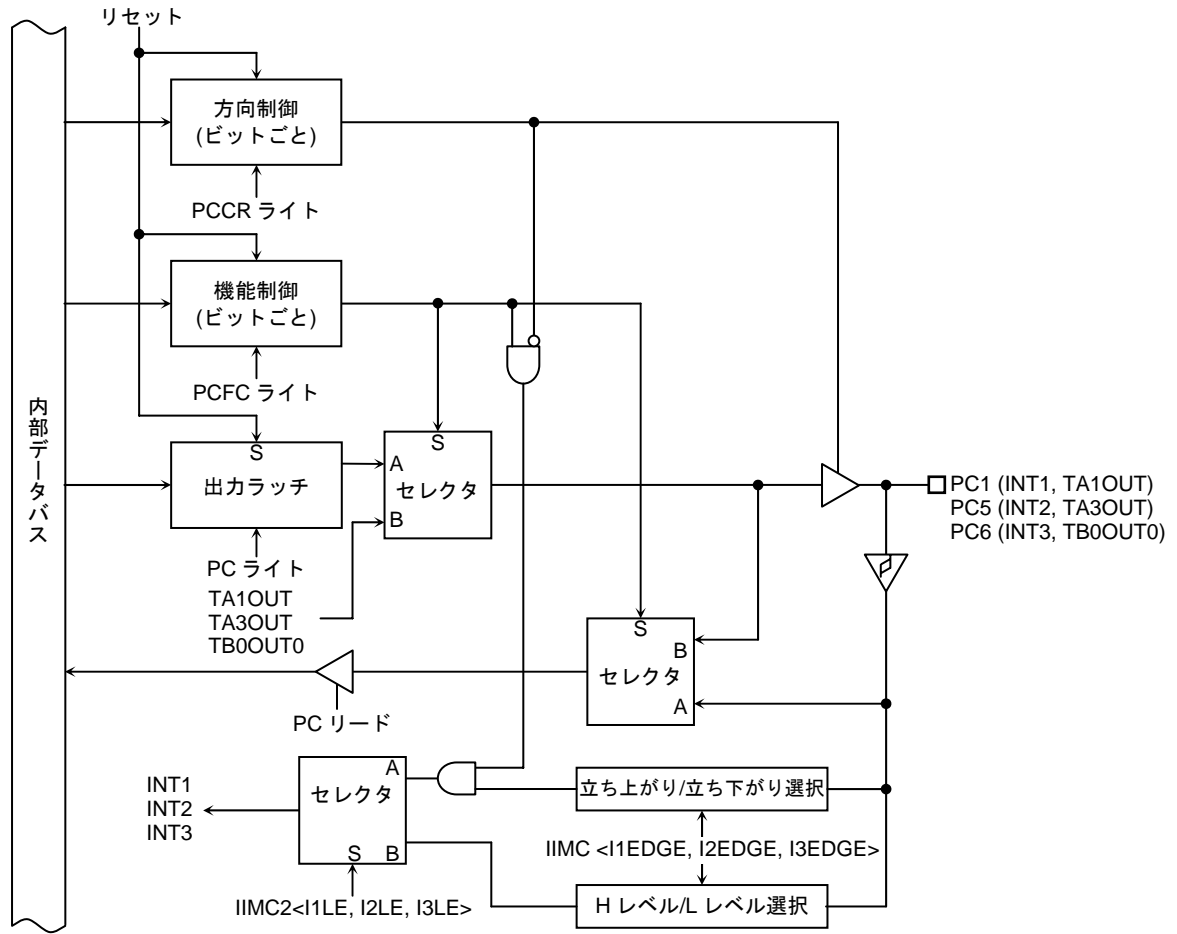 リセット
方向制御
(ビットごと)
PCCR ライト
機能制御
(ビットごと)
PCFC ライト
内部データバス
S
出力ラッチ
PC ライト
S
A
セレクタ
B
TA1OUT
TA3OUT
TB0OUT0
PC1 (INT1, TA1OUT)
PC5 (INT2, TA3OUT)
PC6 (INT3, TB0OUT0)
S
B
セレクタ
A
PC リード
A
セレクタ
S B
INT1
INT2
INT3
立ち上がり/立ち下がり選択
IIMC <I1EDGE, I2EDGE, I3EDGE>
IIMC2<I1LE, I2LE, I3LE>
H レベル/L レベル選択